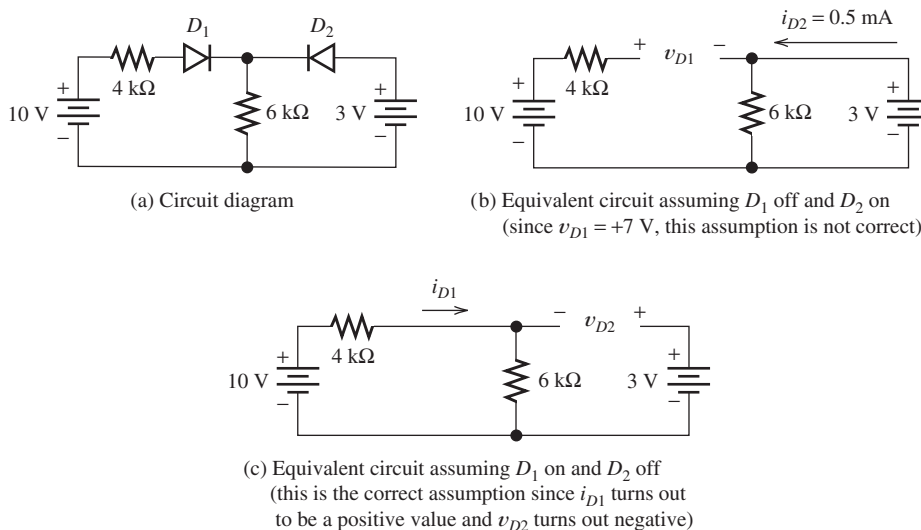 D1
D2
4 kΩ
10 V
+
−
6 kΩ
3 V
+
−
(a) Circuit diagram
iD2 = 0.5 mA
+ vD1 −
4 kΩ
10 V
+
−
6 kΩ
3 V
+
−
(b) Equivalent circuit assuming D1 off and D2 on
(since vD1 = +7 V, this assumption is not correct)
iD1
− vD2 +
4 kΩ
10 V
+
−
6 kΩ
3 V
+
−
(c) Equivalent circuit assuming D1 on and D2 off
(this is the correct assumption since iD1 turns out
to be a positive value and vD2 turns out negative)